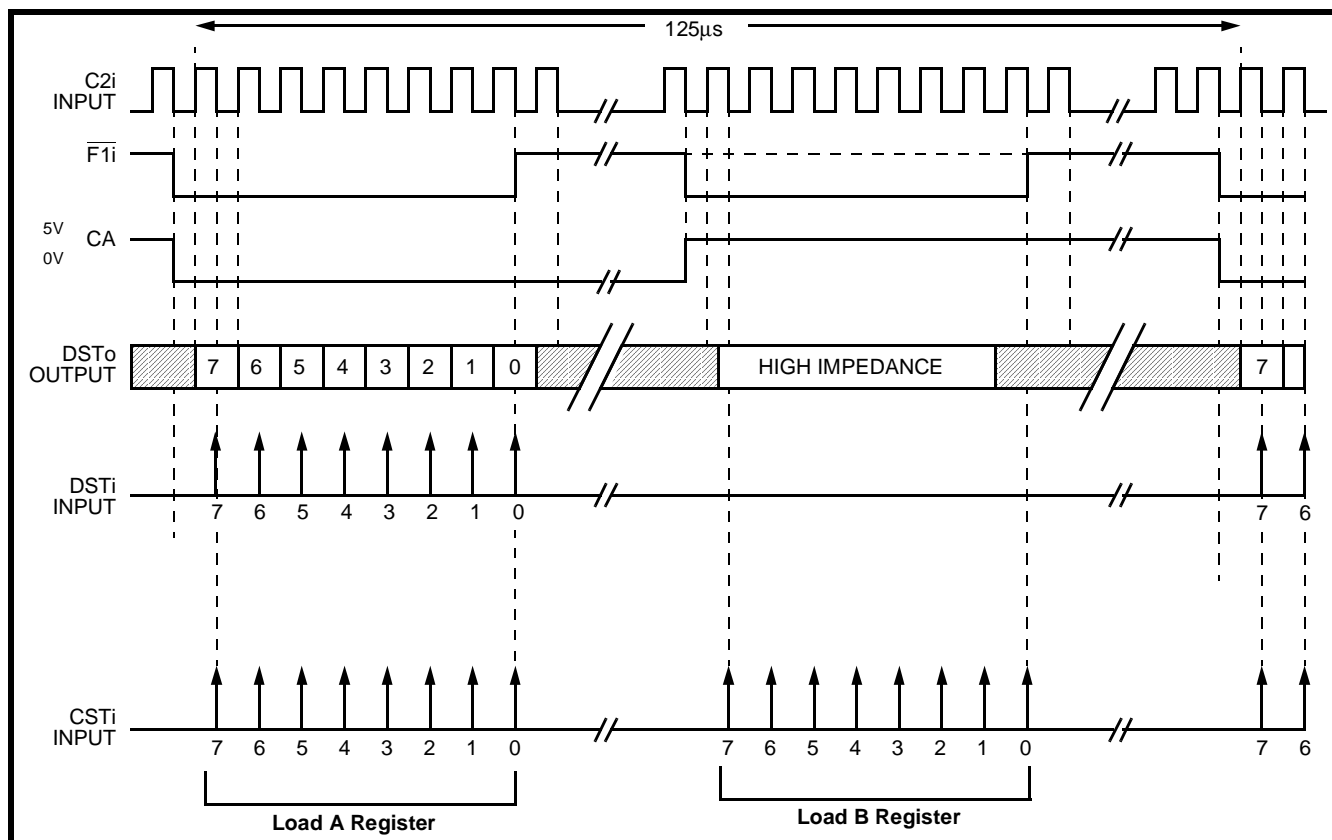 125μs
C2i
INPUT
F1i
5V CA
0V
DSTo
OUTPUT
7 6 5 4 3 2 1 0 HIGH IMPEDANCE 7
DSTi
INPUT
7 6 5 4 3 2 1 0 7 6
CSTi
INPUT
7 6 5 4 3 2 1 0 7 6 5 4 3 2 1 0 7 6
Load A Register Load B Register